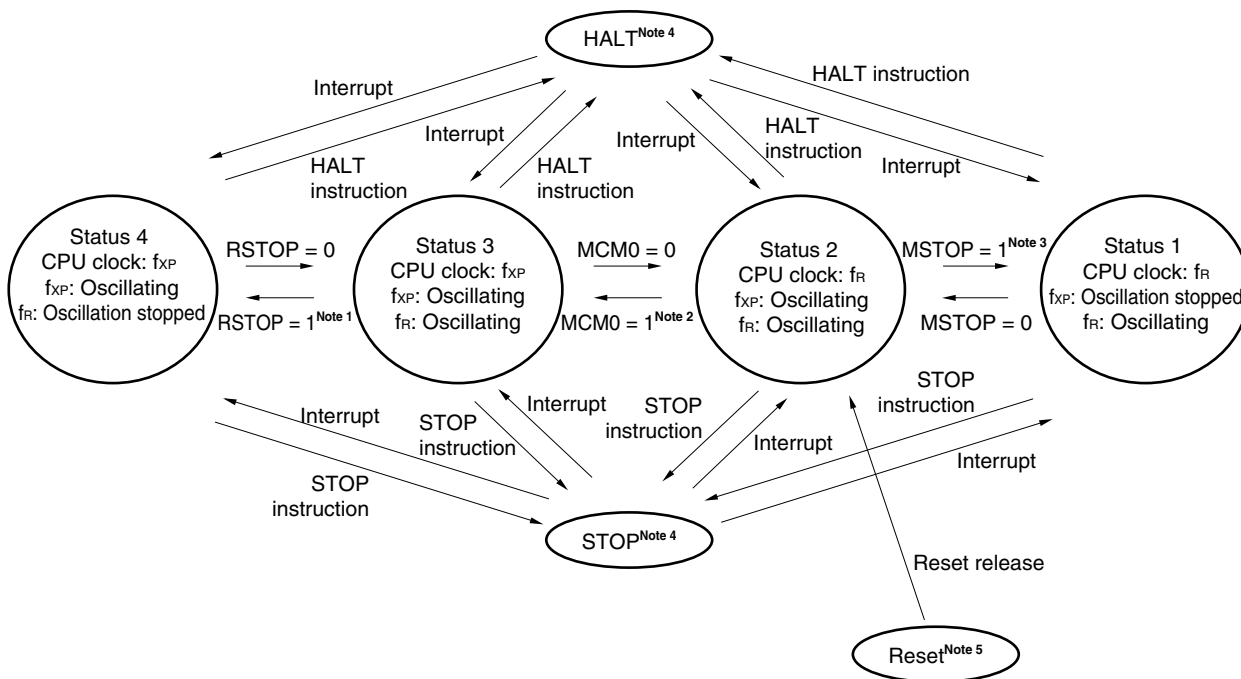 HALTNote 4
Interrupt
HALT instruction
Interrupt
HALT
instruction
HALT
instruction
Interrupt
HALT
instruction
Interrupt
Status 4
CPU clock: fXP
fXP: Oscillating
fR: Oscillation stopped
RSTOP = 0
RSTOP = 1Note 1
Status 3
CPU clock: fXP
fXP: Oscillating
fR: Oscillating
MCM0 = 0
MCM0 = 1Note 2
Status 2
CPU clock: fR
fXP: Oscillating
fR: Oscillating
MSTOP = 1Note 3
MSTOP = 0
Status 1
CPU clock: fR
fXP: Oscillation stopped
fR: Oscillating
Interrupt
STOP
instruction
STOP
instruction
Interrupt
STOP
instruction
Interrupt
STOP
instruction
Interrupt
STOPNote 4
Reset release
ResetNote 5